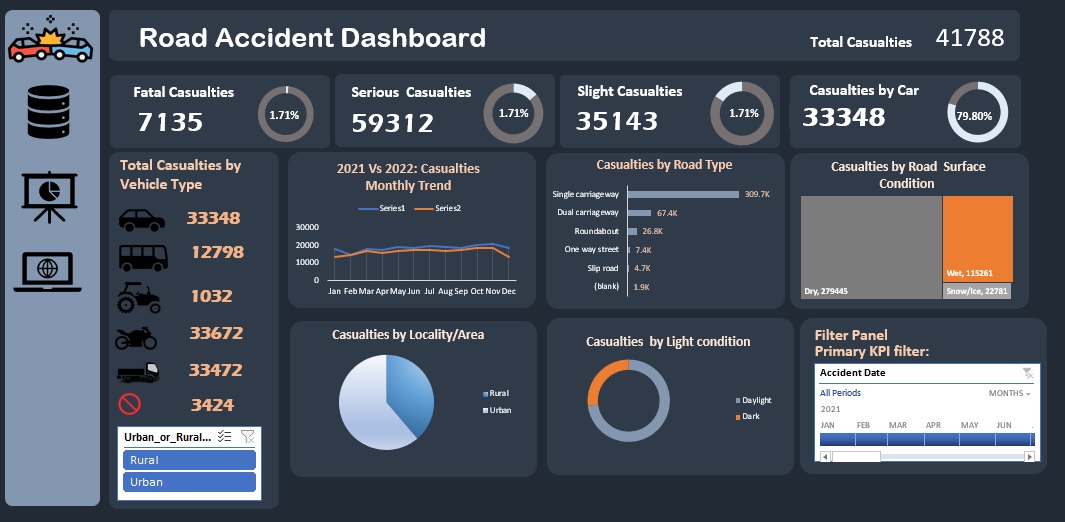 Road Accident Dashboard
Total Casualties 41788
Fatal Casualties
7135
1.71%
Serious Casualties
59312
1.71%
Slight Casualties
35143
1.71%
Casualties by Car
33348
79.80%
Total Casualties by
Vehicle Type
33348
12798
1032
33672
33472
3424
Urban_or_Rural...
Rural
Urban
2021 Vs 2022: Casualties
Monthly Trend
Series1 Series2
30000
20000
10000
0
Jan Feb Mar Apr May Jun Jul Aug Sep Oct Nov Dec
Casualties by Road Type
Single carriageway 309.7K
Dual carriageway 67.4K
Roundabout 26.8K
One way street 7.4K
Slip road 4.7K
(blank) 1.9K
Casualties by Road Surface
Condition
Dry, 279445
Wet, 115261
Snow/Ice, 22781
Casualties by Locality/Area
Rural
Urban
Casualties by Light condition
Daylight
Dark
Filter Panel
Primary KPI filter:
Accident Date
All Periods MONTHS
2021
JAN FEB MAR APR MAY JUN